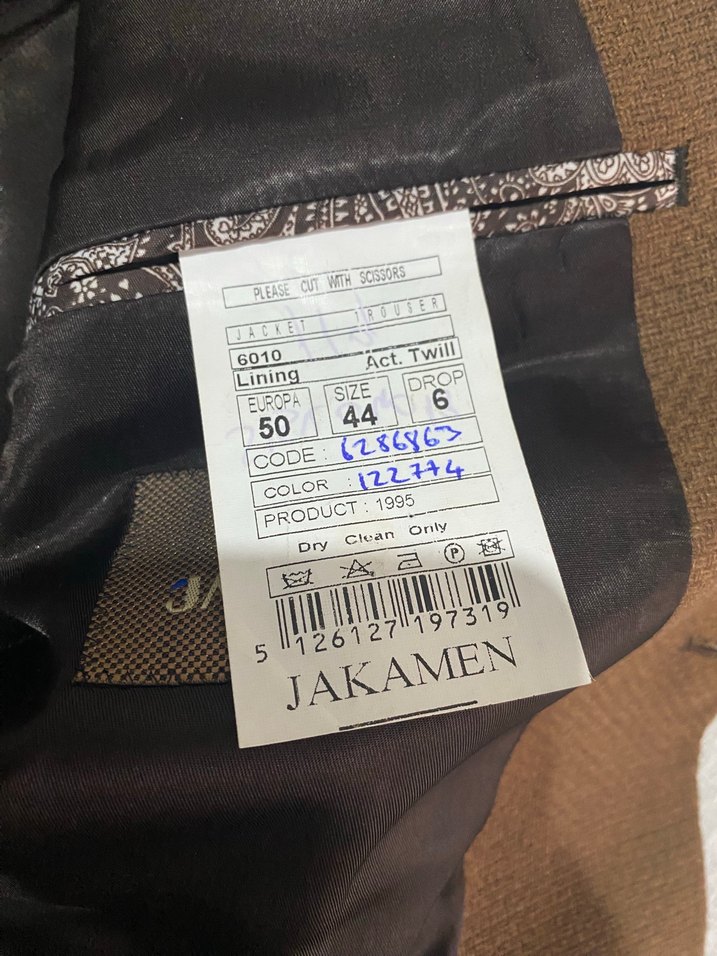 PLEASE CUT WITH SCISSORS
JACKET TROUSER
6010
Lining Act. Twill
EUROPA SIZE DROP
50 44 6
CODE : 6286863
COLOR : 122774
PRODUCT : 1995
Dry Clean Only
P
5 126127 197319
JAKAMEN